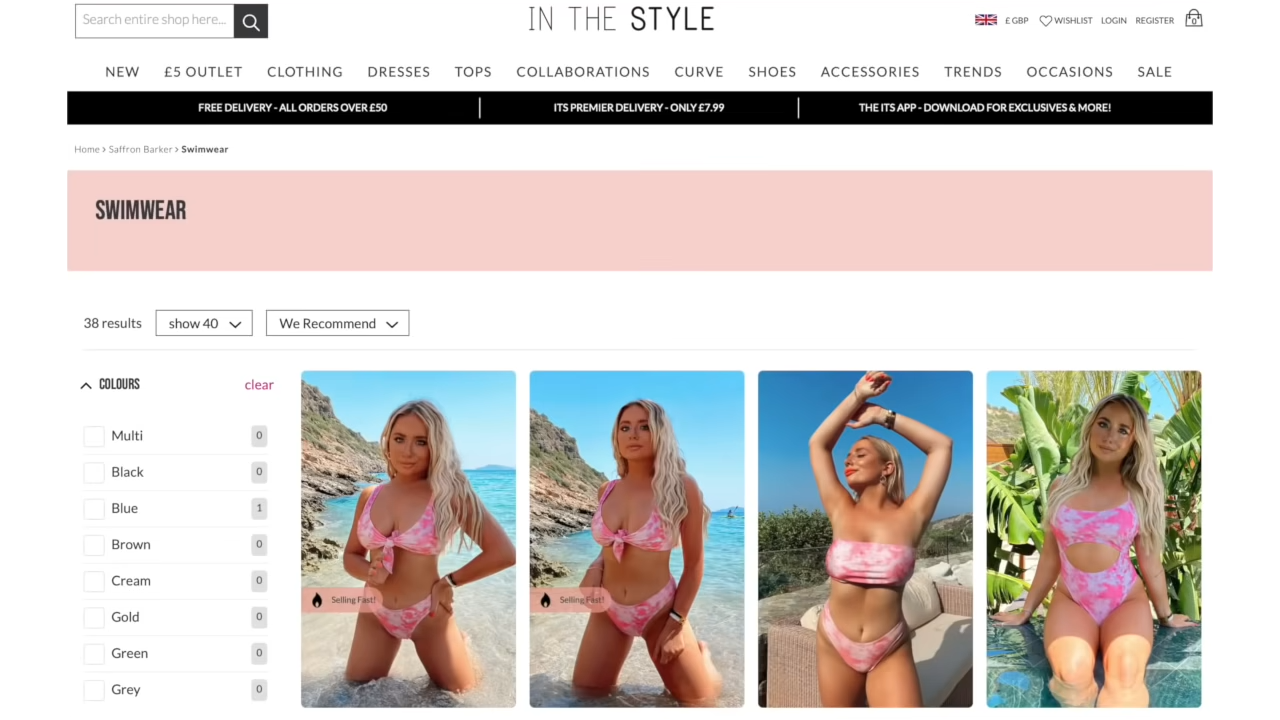 Search entire shop here...
IN THE STYLE
£ GBP WISHLIST LOGIN REGISTER 0
NEW £5 OUTLET CLOTHING DRESSES TOPS COLLABORATIONS CURVE SHOES ACCESSORIES TRENDS OCCASIONS SALE
FREE DELIVERY - ALL ORDERS OVER £50 ITS PREMIER DELIVERY - ONLY £7.99 THE ITS APP - DOWNLOAD FOR EXCLUSIVES & MORE!
Home > Saffron Barker > Swimwear
SWIMWEAR
38 results show 40 We Recommend
COLOURS clear
Multi 0
Black 0
Blue 1
Brown 0
Cream 0
Gold 0
Green 0
Grey 0
Selling Fast! Selling Fast!